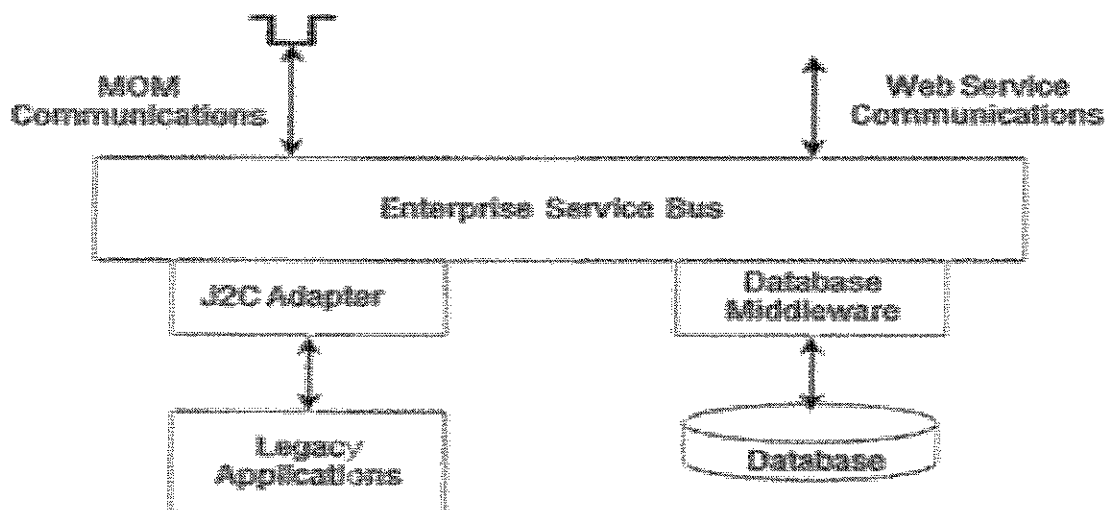 MOM
Communications
Web Service
Communications
Enterprise Service Bus
J2C Adapter
Database
Middleware
Legacy
Applications
Database